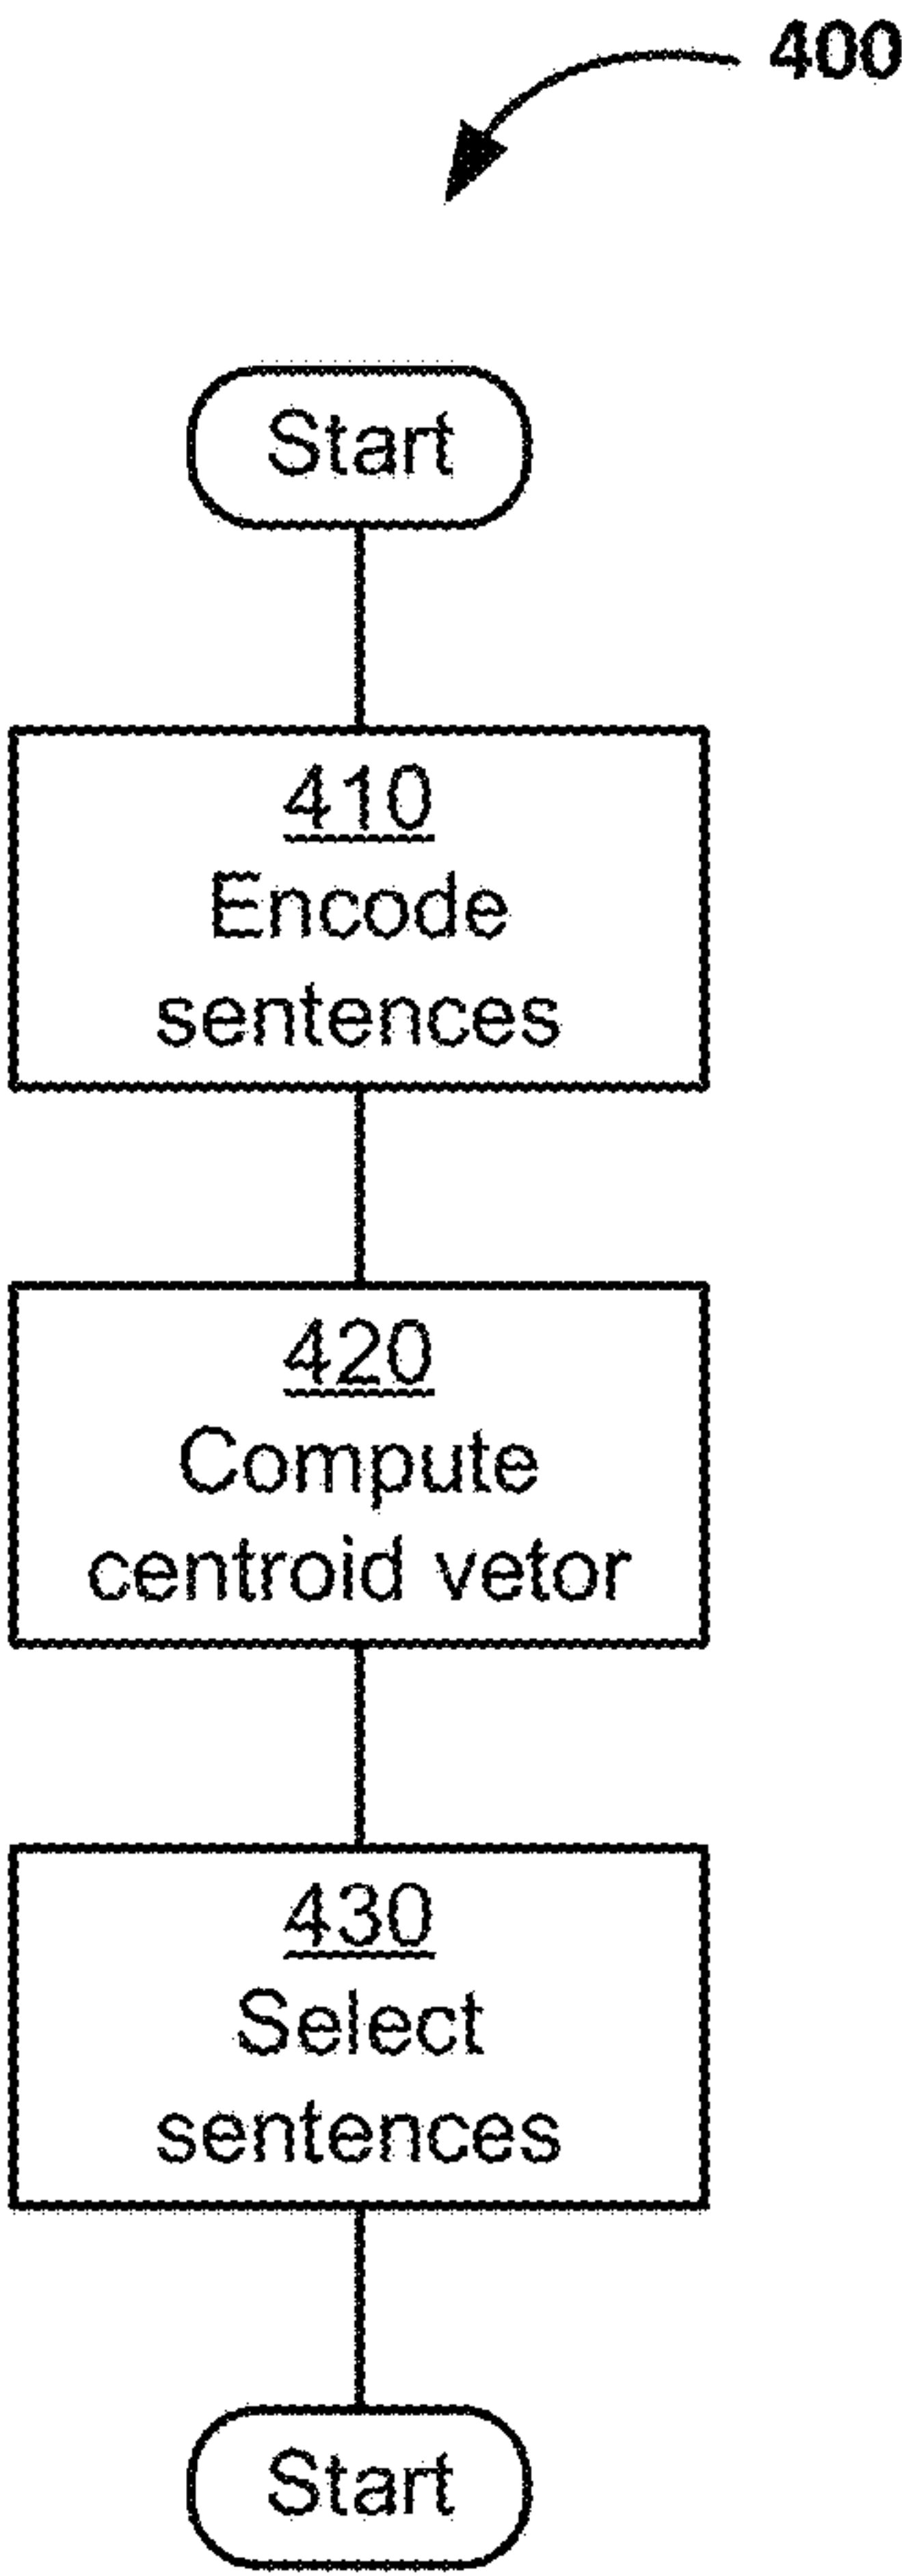 400
Start
410
Encode
sentences
420
Compute
centroid vetor
430
Select
sentences
Start